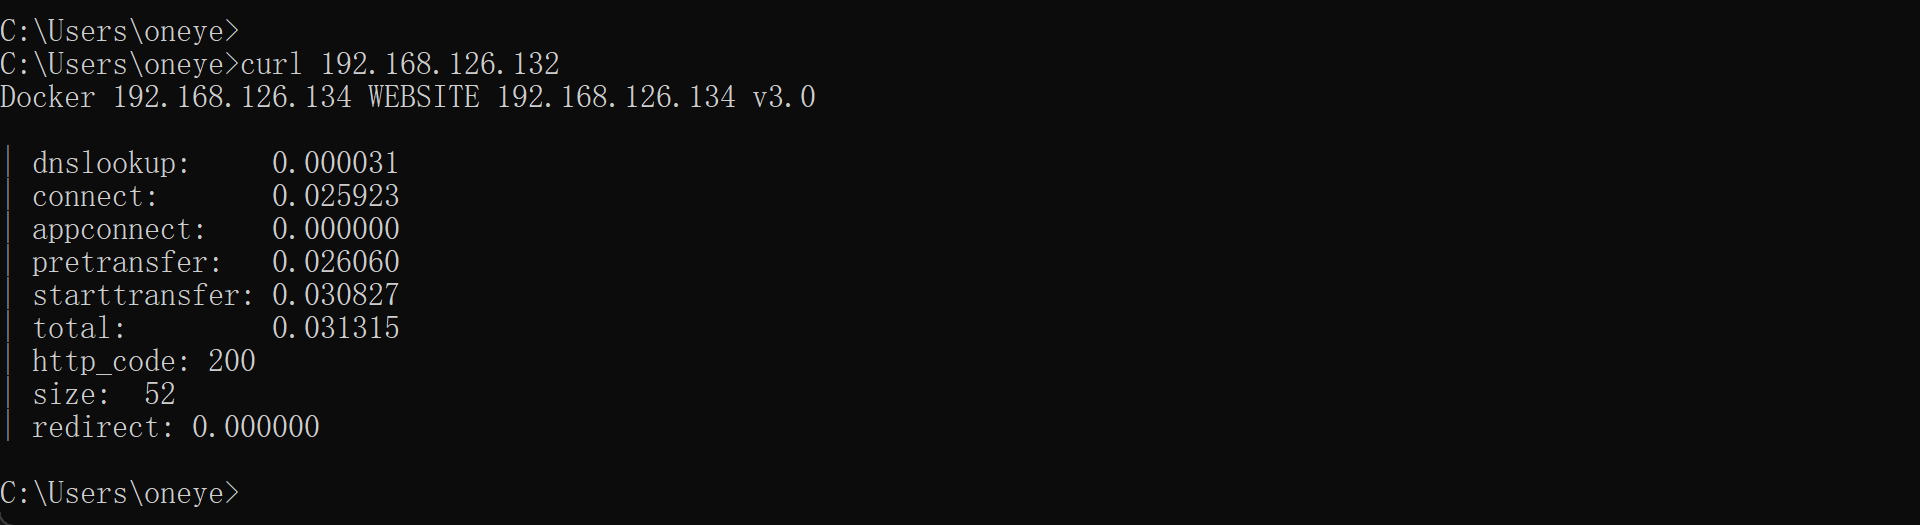 C:\Users\oneye>
C:\Users\oneye>curl 192.168.126.132
Docker 192.168.126.134 WEBSITE 192.168.126.134 v3.0
| dnslookup:     0.000031
| connect:       0.025923
| appconnect:    0.000000
| pretransfer:   0.026060
| starttransfer: 0.030827
| total:         0.031315
| http_code: 200
| size:  52
| redirect: 0.000000
C:\Users\oneye>